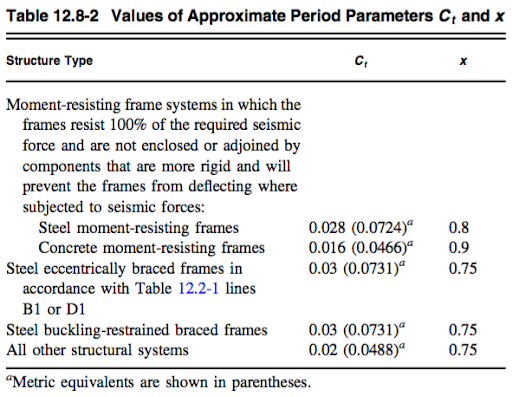 Table 12.8-2 Values of Approximate Period Parameters Cₜ and x
Structure Type Cₜ x
Moment-resisting frame systems in which the
frames resist 100% of the required seismic
force and are not enclosed or adjoined by
components that are more rigid and will
prevent the frames from deflecting where
subjected to seismic forces:
Steel moment-resisting frames 0.028 (0.0724)ᵃ 0.8
Concrete moment-resisting frames 0.016 (0.0466)ᵃ 0.9
Steel eccentrically braced frames in 0.03 (0.0731)ᵃ 0.75
accordance with Table 12.2-1 lines
B1 or D1
Steel buckling-restrained braced frames 0.03 (0.0731)ᵃ 0.75
All other structural systems 0.02 (0.0488)ᵃ 0.75
ᵃMetric equivalents are shown in parentheses.